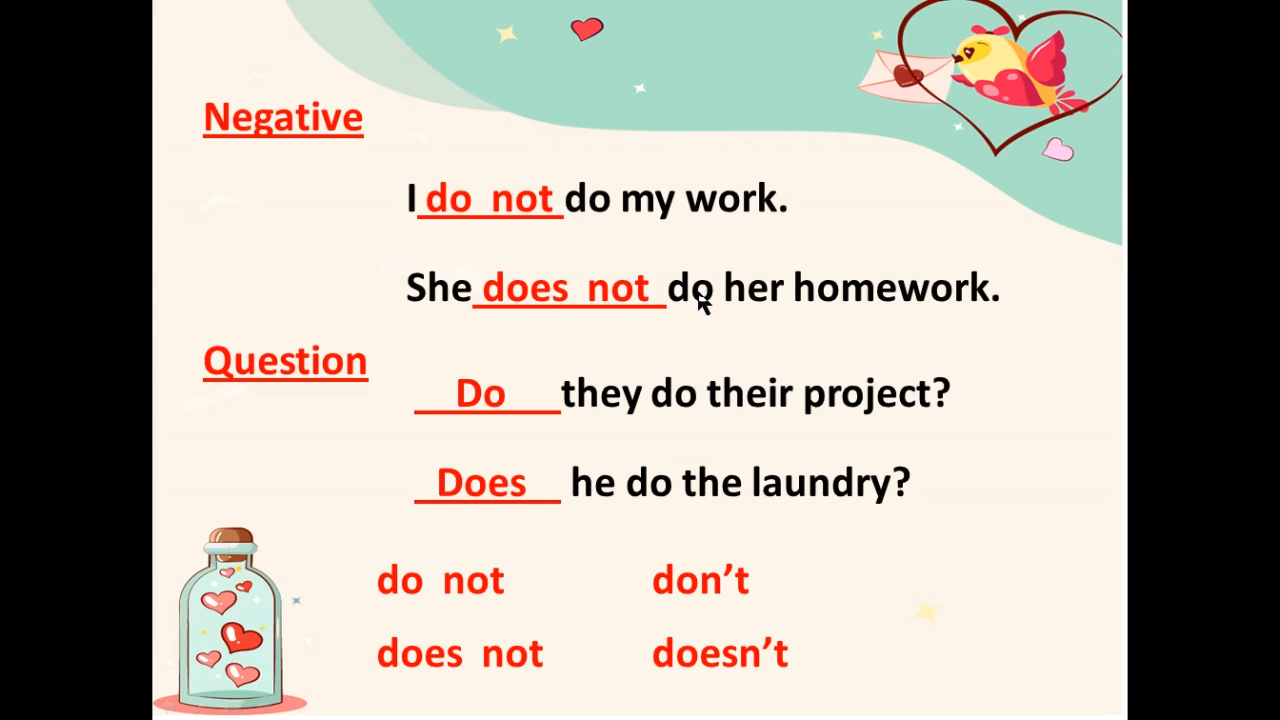 Negative
I do not do my work.
She does not do her homework.
Question
Do they do their project?
Does he do the laundry?
do not don’t
does not doesn’t